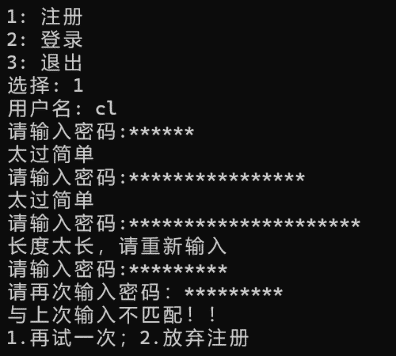 1: 注册
2: 登录
3: 退出
选择: 1
用户名: cl
请输入密码:******
太过简单
请输入密码:****************
太过简单
请输入密码:*********************
长度太长，请重新输入
请输入密码:*********
请再次输入密码: *********
与上次输入不匹配！！
1.再试一次；2.放弃注册